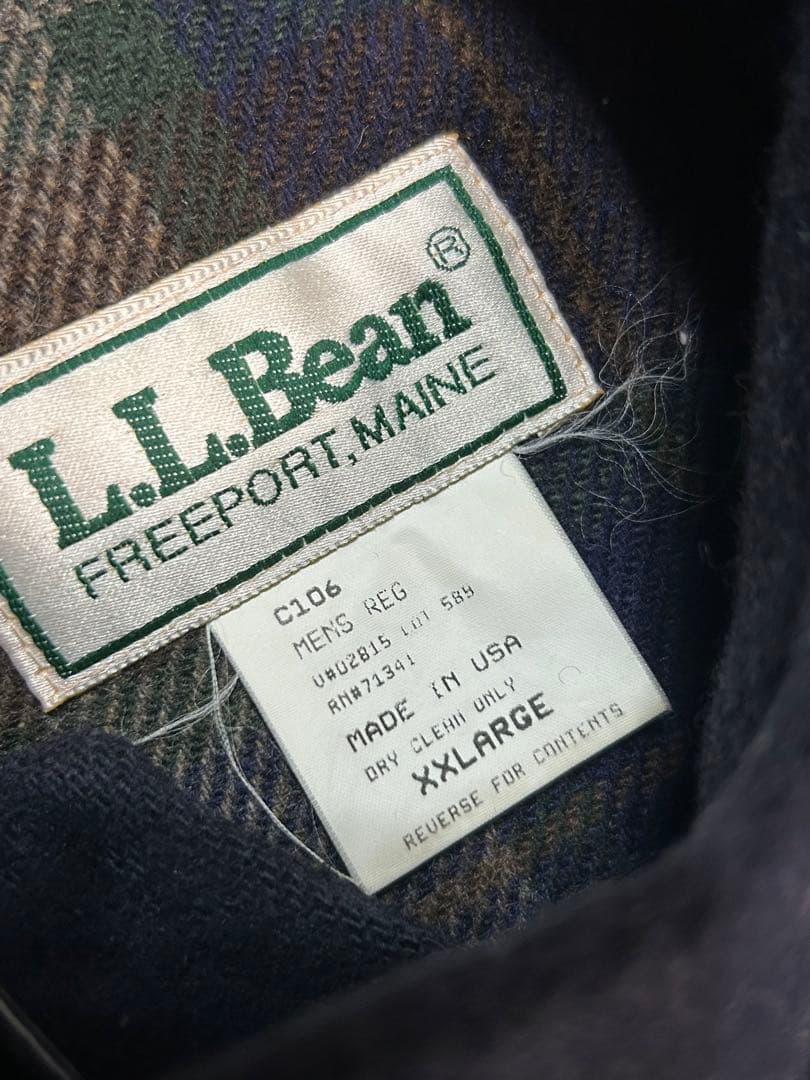 L.L.Bean®
FREEPORT, MAINE
C106
MENS REG
V#U2815 LOT 589
RN#71341
MADE IN USA
DRY CLEAN ONLY
XXLARGE
REVERSE FOR CONTENTS